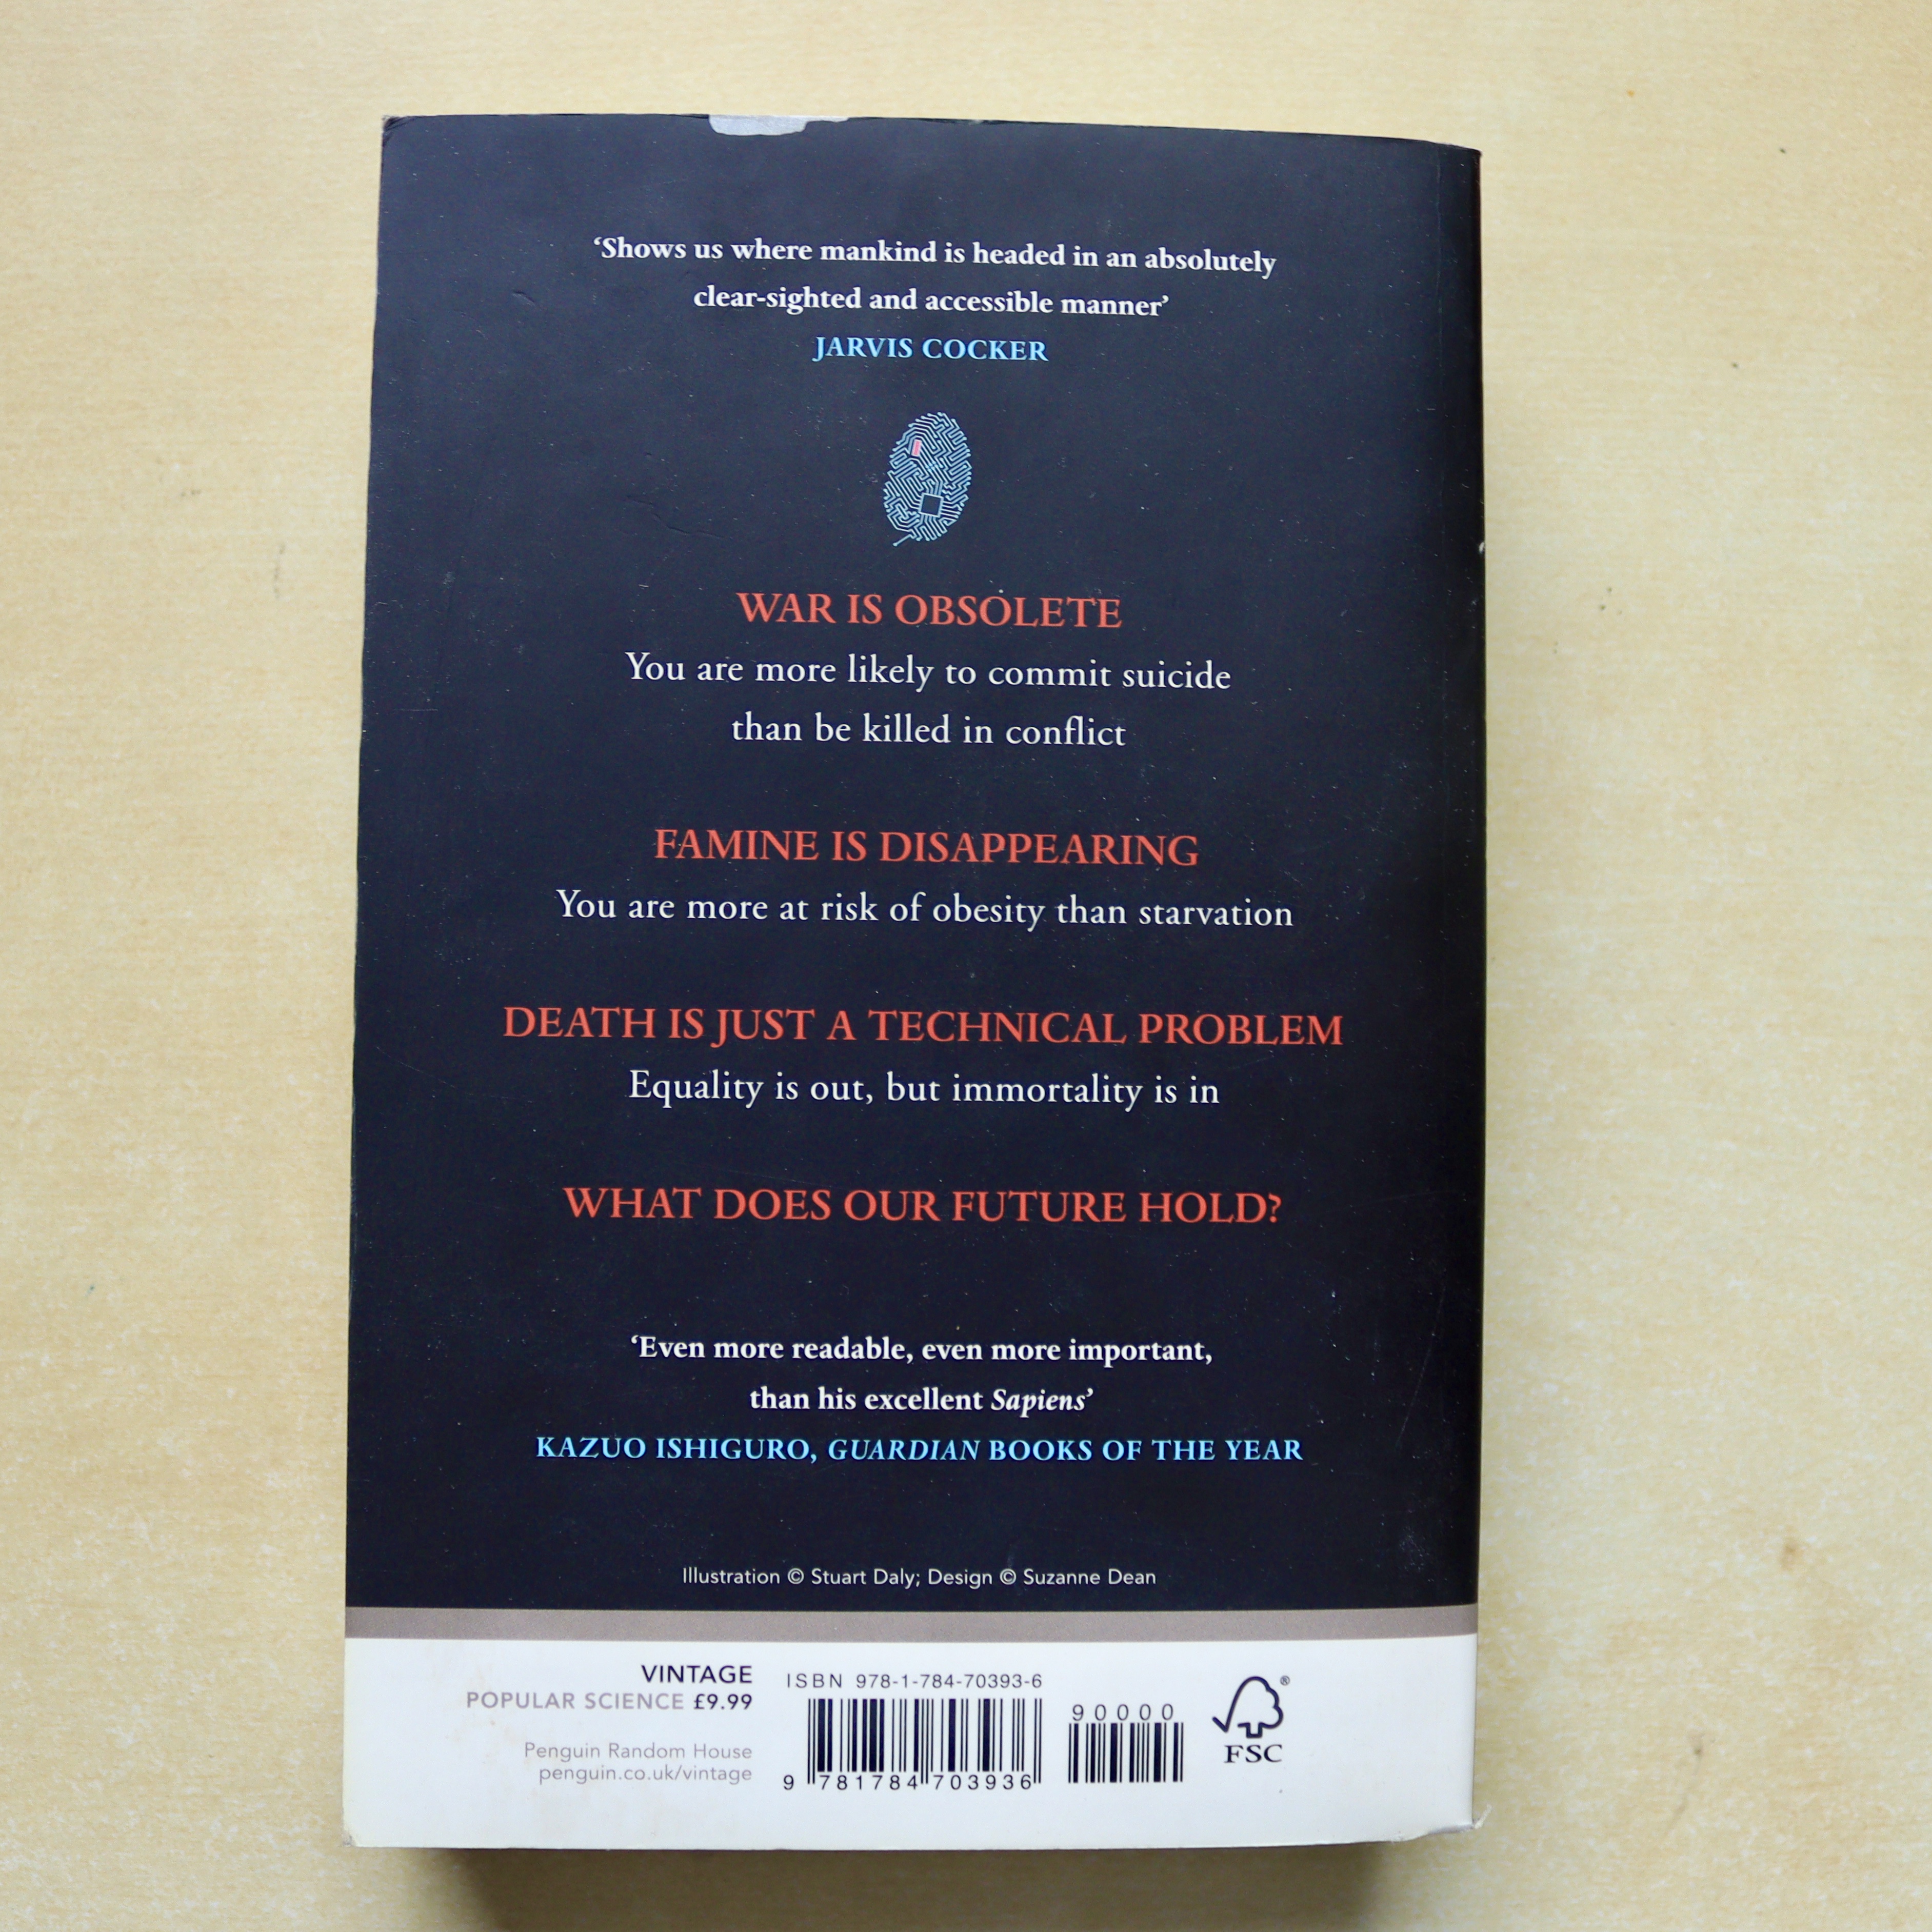 ‘Shows us where mankind is headed in an absolutely
clear-sighted and accessible manner’
JARVIS COCKER
WAR IS OBSOLETE
You are more likely to commit suicide
than be killed in conflict
FAMINE IS DISAPPEARING
You are more at risk of obesity than starvation
DEATH IS JUST A TECHNICAL PROBLEM
Equality is out, but immortality is in
WHAT DOES OUR FUTURE HOLD?
‘Even more readable, even more important,
than his excellent Sapiens’
KAZUO ISHIGURO, GUARDIAN BOOKS OF THE YEAR
Illustration © Stuart Daly; Design © Suzanne Dean
VINTAGE
POPULAR SCIENCE £9.99
Penguin Random House
penguin.co.uk/vintage
ISBN 978-1-784-70393-6
9 781784 703936
90000
®
FSC